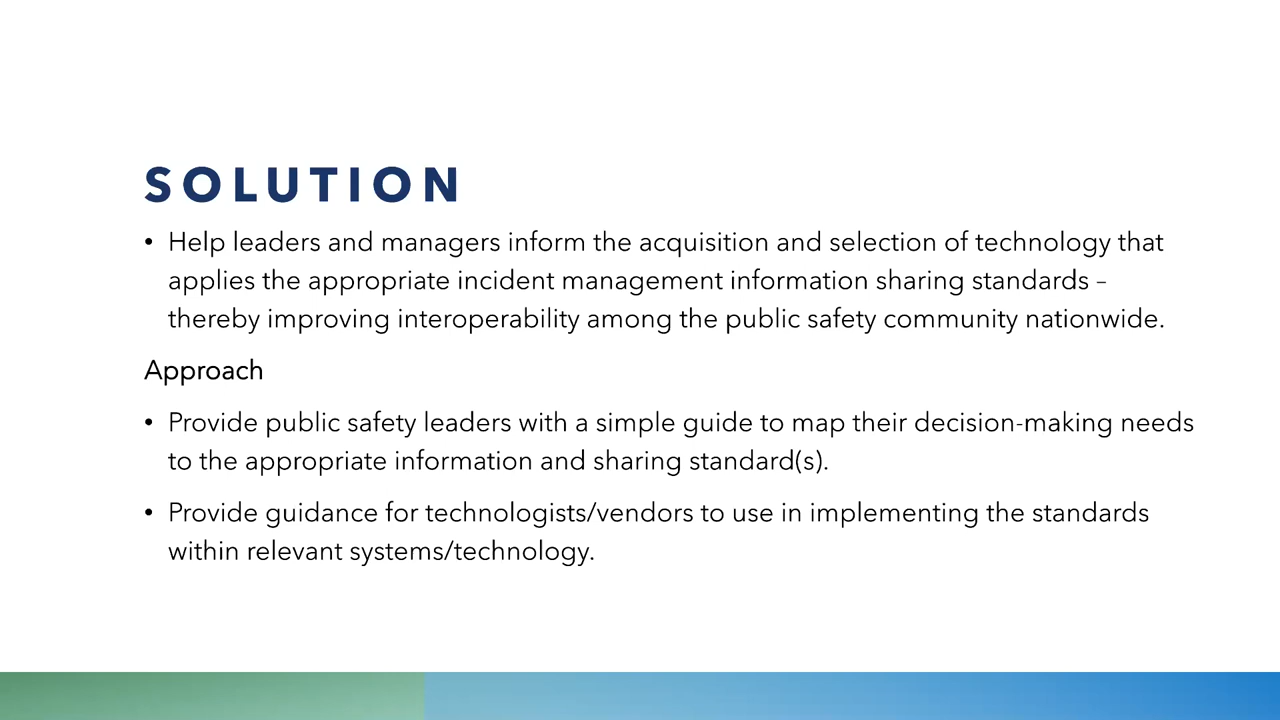 SOLUTION
• Help leaders and managers inform the acquisition and selection of technology that
applies the appropriate incident management information sharing standards –
thereby improving interoperability among the public safety community nationwide.
Approach
• Provide public safety leaders with a simple guide to map their decision-making needs
to the appropriate information and sharing standard(s).
• Provide guidance for technologists/vendors to use in implementing the standards
within relevant systems/technology.